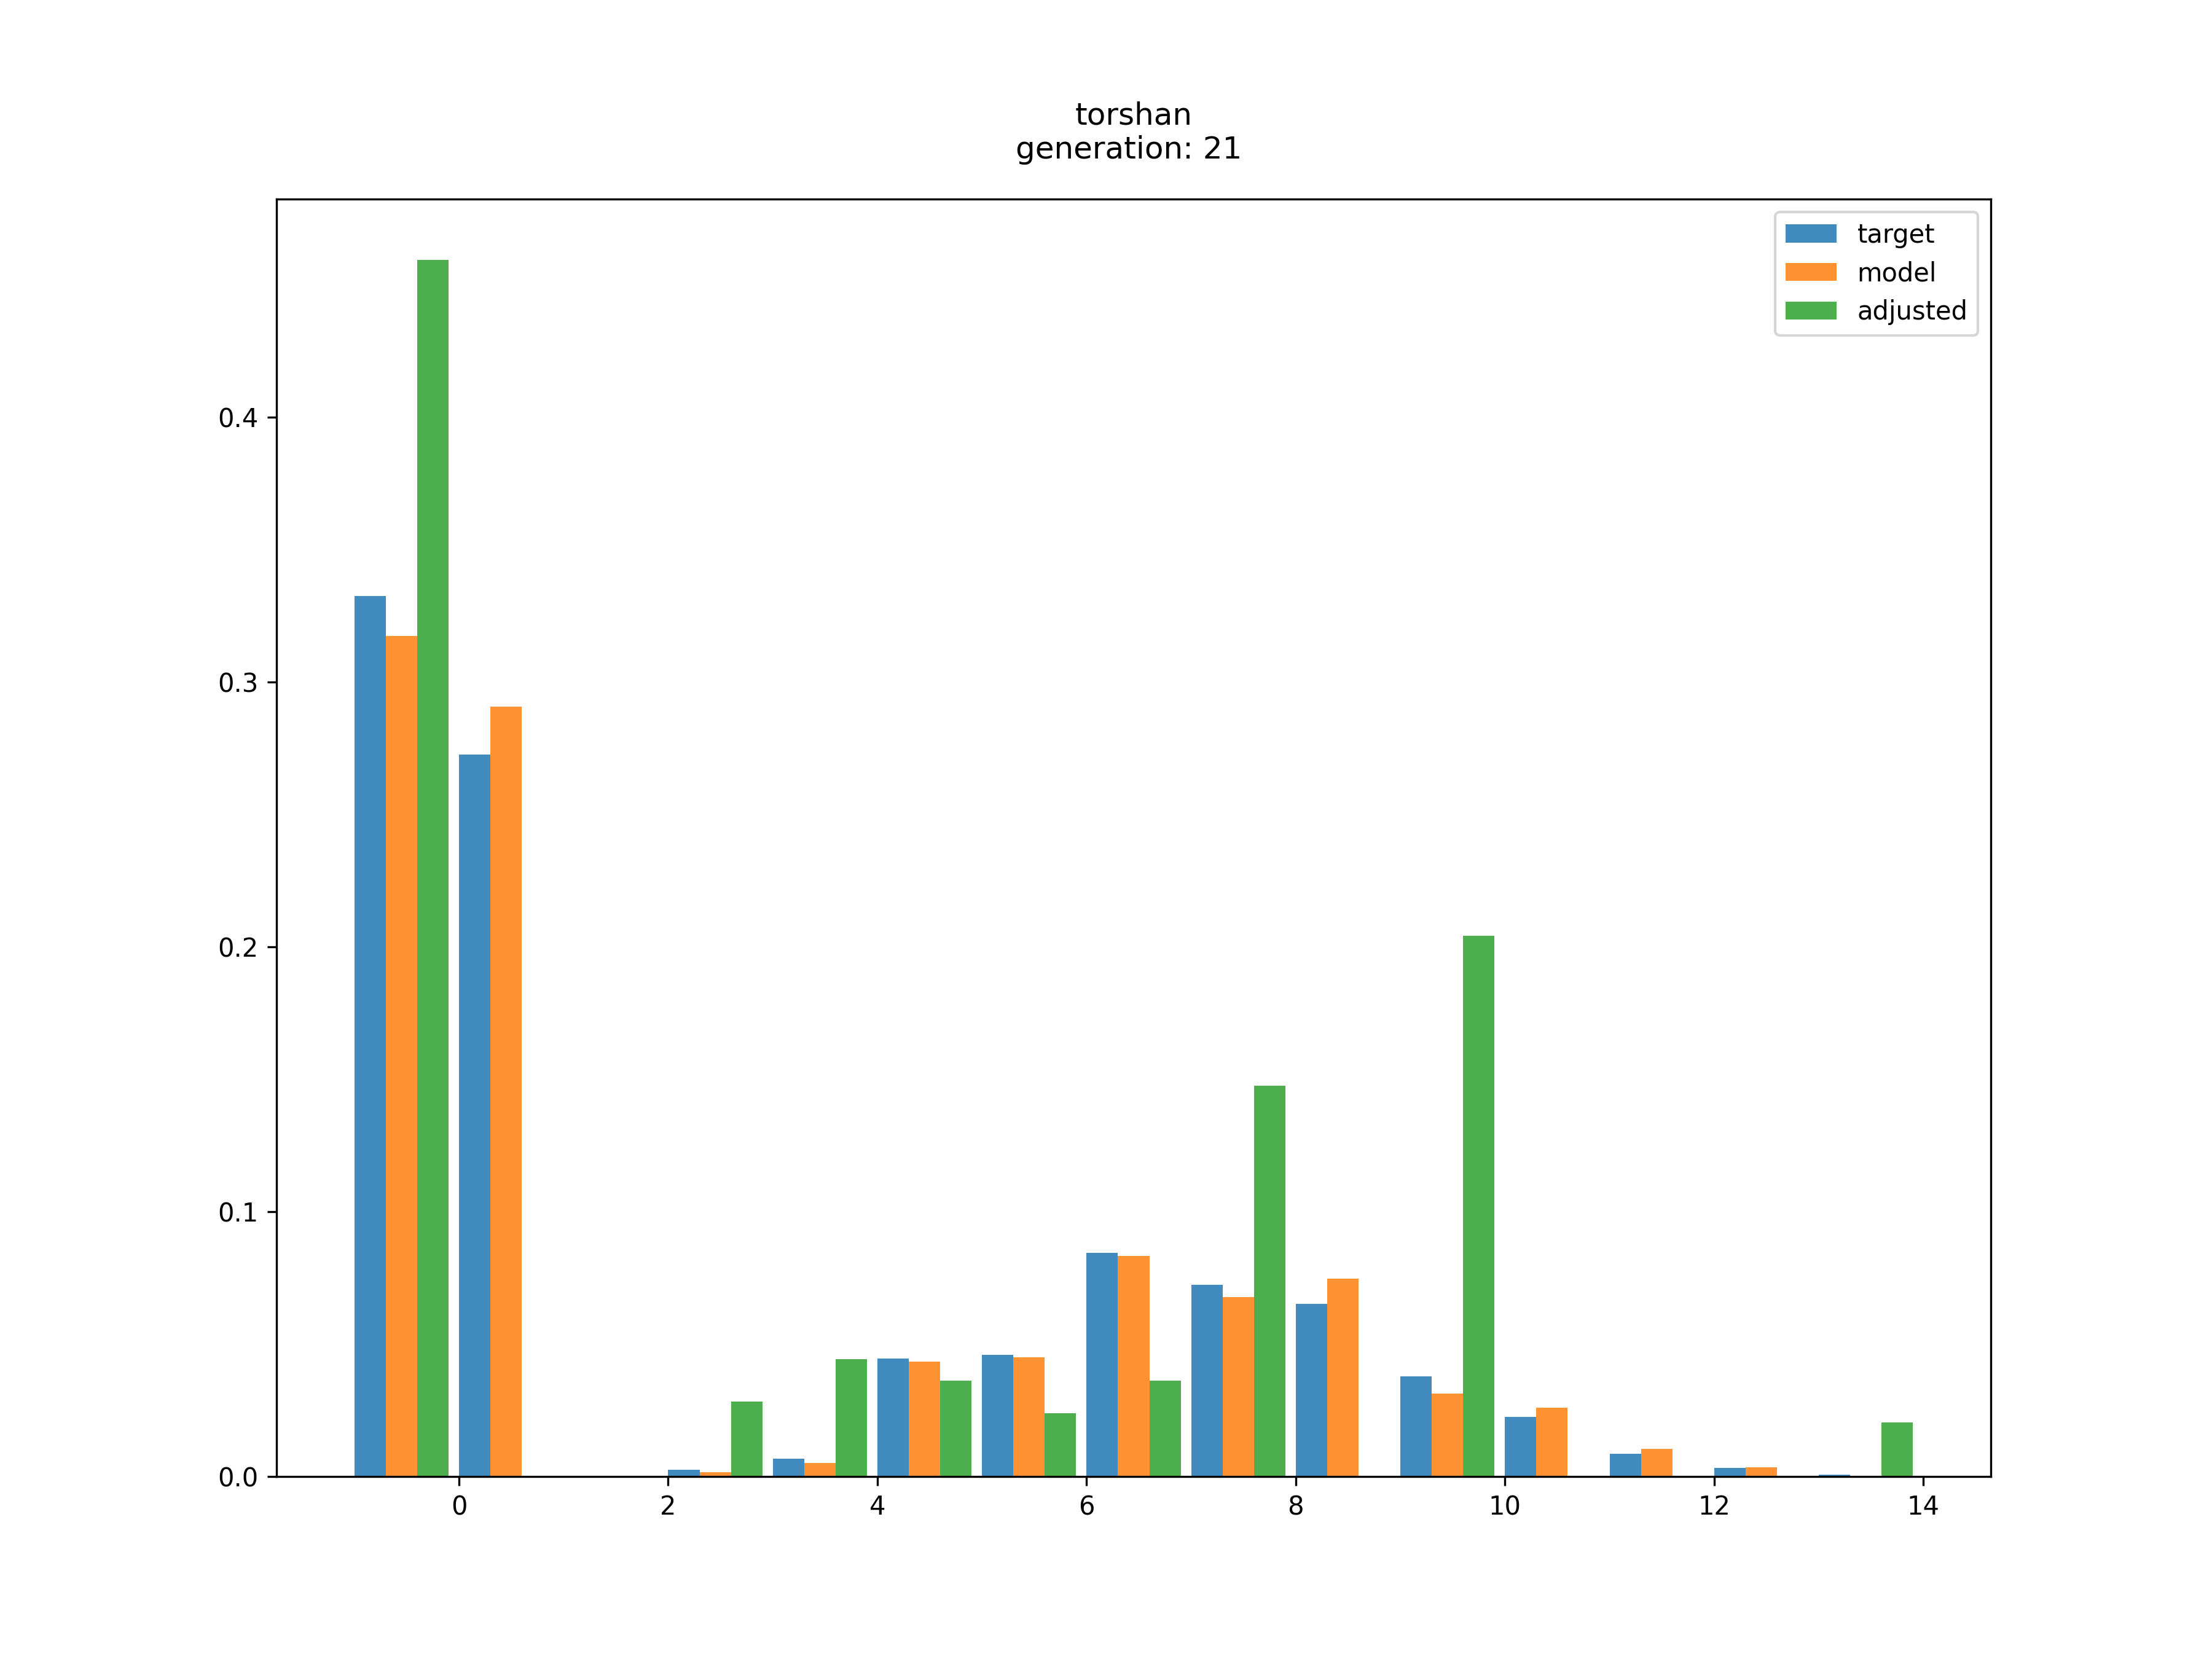 torshan
generation: 21
target
model
adjusted
0.4
0.3
0.2
0.1
0.0
0 2 4 6 8 10 12 14